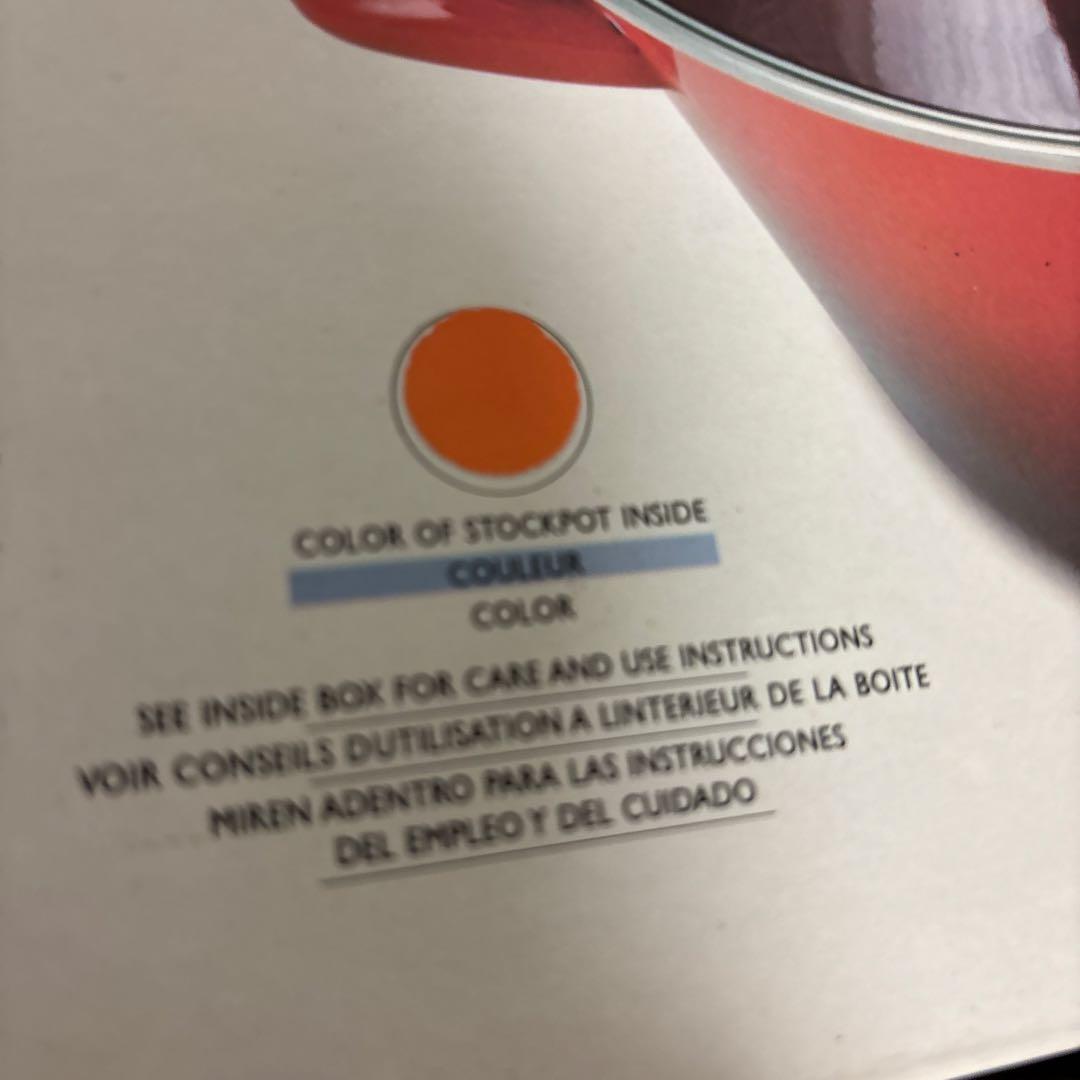 COLOR OF STOCKPOT INSIDE
COULEUR
COLOR
SEE INSIDE BOX FOR CARE AND USE INSTRUCTIONS
VOIR CONSEILS DUTILISATION A LINTERIEUR DE LA BOITE
MIREN ADENTRO PARA LAS INSTRUCCIONES
DEL EMPLEO Y DEL CUIDADO